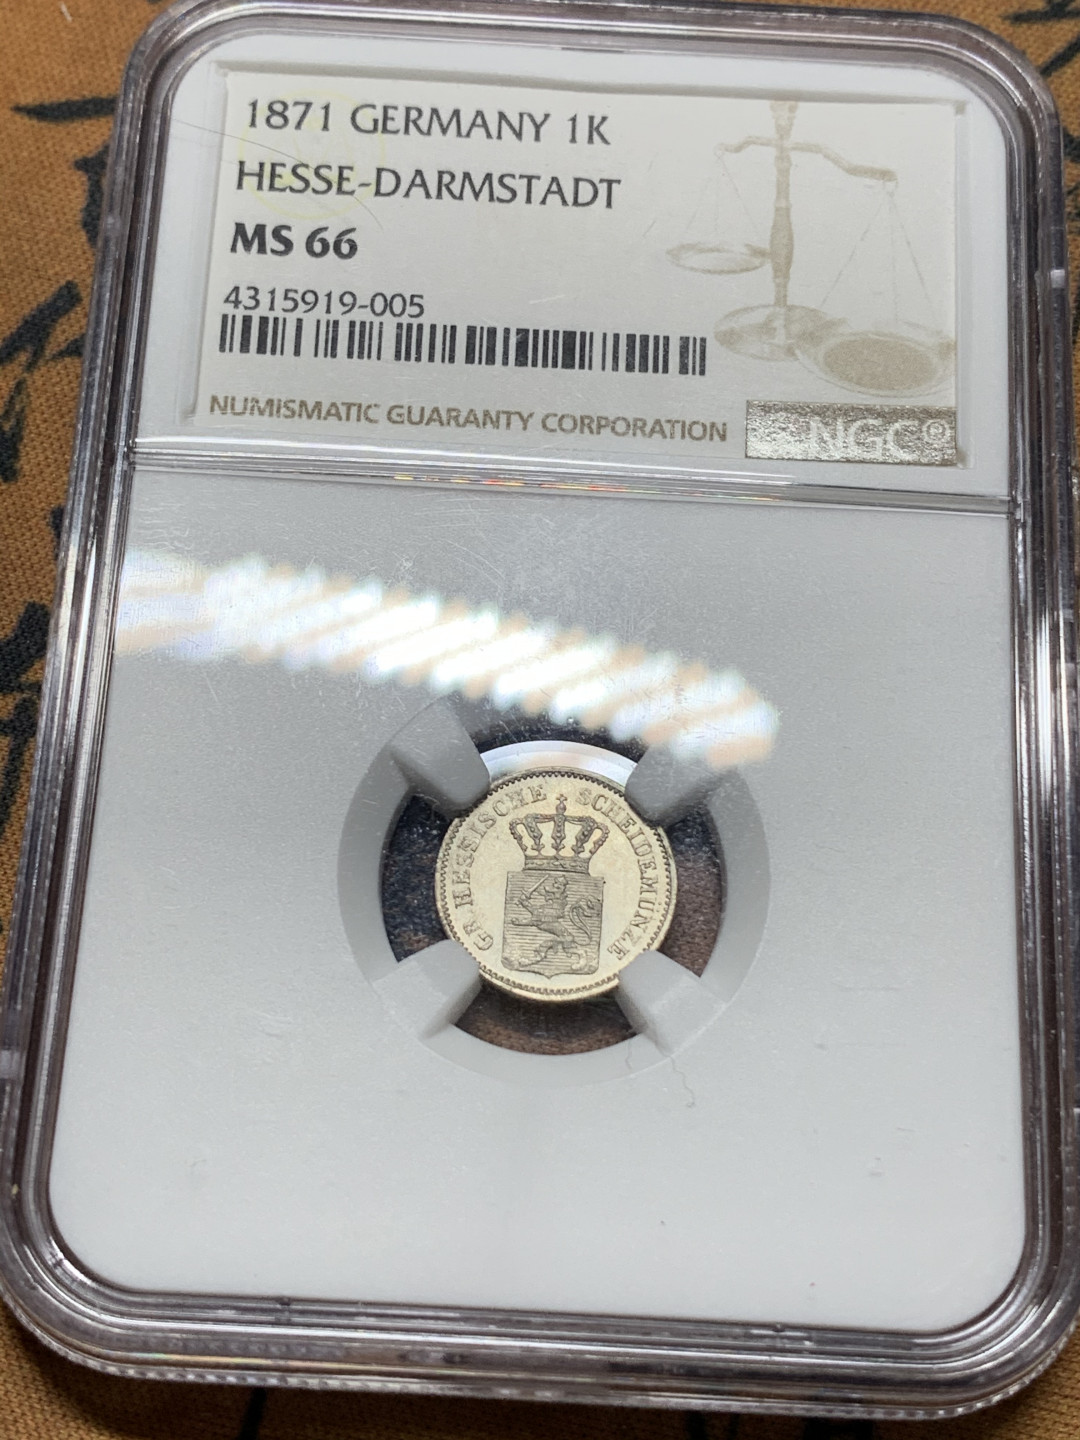 1871 GERMANY 1K
HESSE-DARMSTADT
MS 66
4315919-005
NUMISMATIC GUARANTY CORPORATION
NGC®
GR. HESSISCHE SCHEIDEMÜNZE